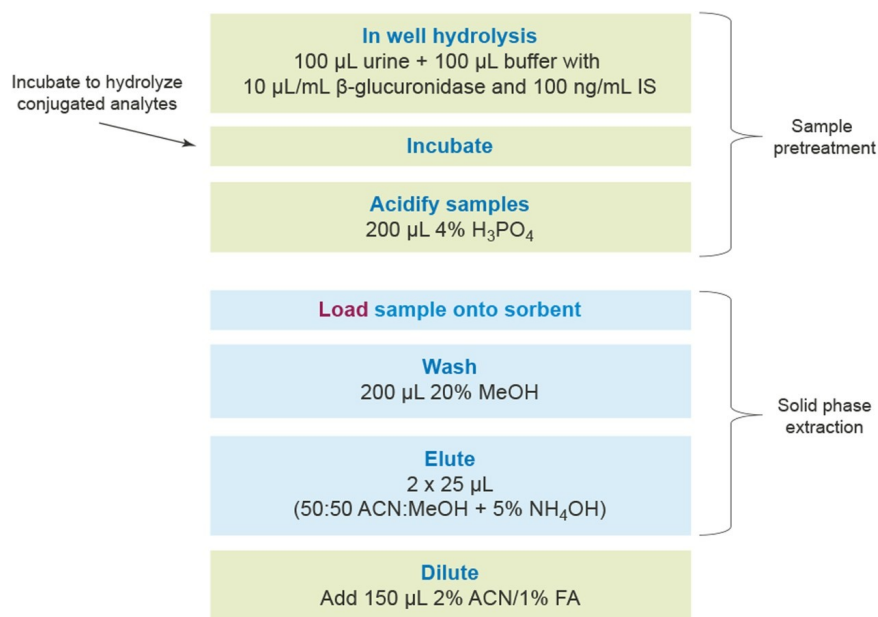 In well hydrolysis
100 µL urine + 100 µL buffer with
10 µL/mL β-glucuronidase and 100 ng/mL IS
Incubate to hydrolyze
conjugated analytes
Incubate
Sample
pretreatment
Acidify samples
200 µL 4% H₃PO₄
Load sample onto sorbent
Wash
200 µL 20% MeOH
Solid phase
extraction
Elute
2 x 25 µL
(50:50 ACN:MeOH + 5% NH₄OH)
Dilute
Add 150 µL 2% ACN/1% FA